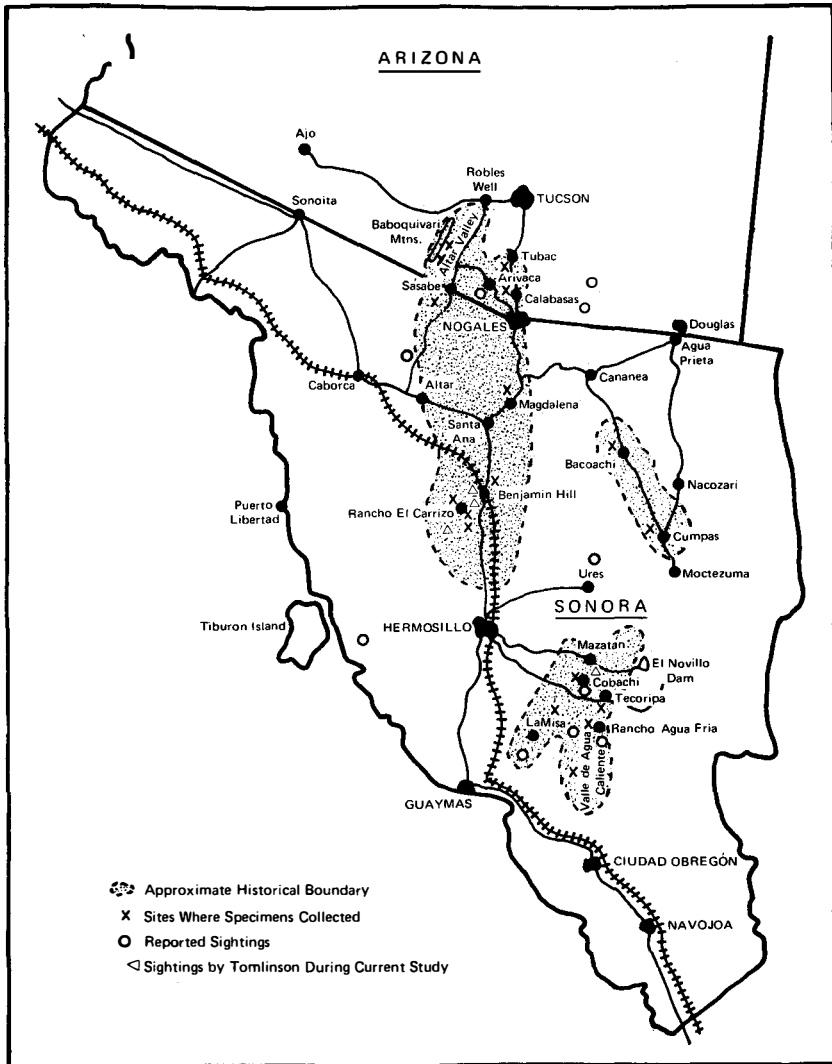 ARIZONA
Ajo
Robles
Well
TUCSON
Sonoita
Baboquivari
Mtns.
Altar Valley
Tubac
Arivaca
Sasabe
Calabasas
NOGALES
Douglas
Agua
Prieta
Caborca
Altar
Cananea
Magdalena
Santa
Ana
Bacoachi
Nacozari
Puerto
Libertad
Rancho El Carrizo
Benjamin Hill
Cumpas
Moctezuma
Ures
SONORA
Tiburon Island
HERMOSILLO
Mazatan
El Novillo
Dam
Cobachi
Tecoripa
LaMisa
Rancho Agua Fria
Valle de Agua
Caliente
GUAYMAS
CIUDAD OBREGÓN
NAVOJOA
Approximate Historical Boundary
X Sites Where Specimens Collected
Reported Sightings
Sightings by Tomlinson During Current Study